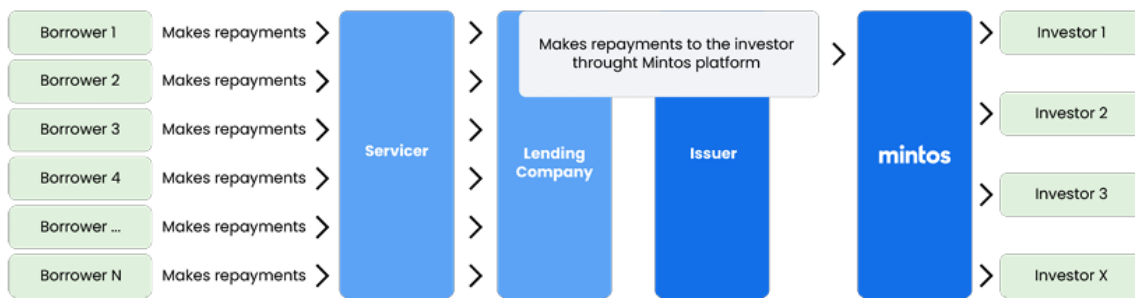 Borrower 1 Makes repayments
Borrower 2 Makes repayments
Borrower 3 Makes repayments
Borrower 4 Makes repayments
Borrower ... Makes repayments
Borrower N Makes repayments
Servicer
Lending
Company
Makes repayments to the investor
throught Mintos platform
Issuer
mintos
Investor 1
Investor 2
Investor 3
Investor X